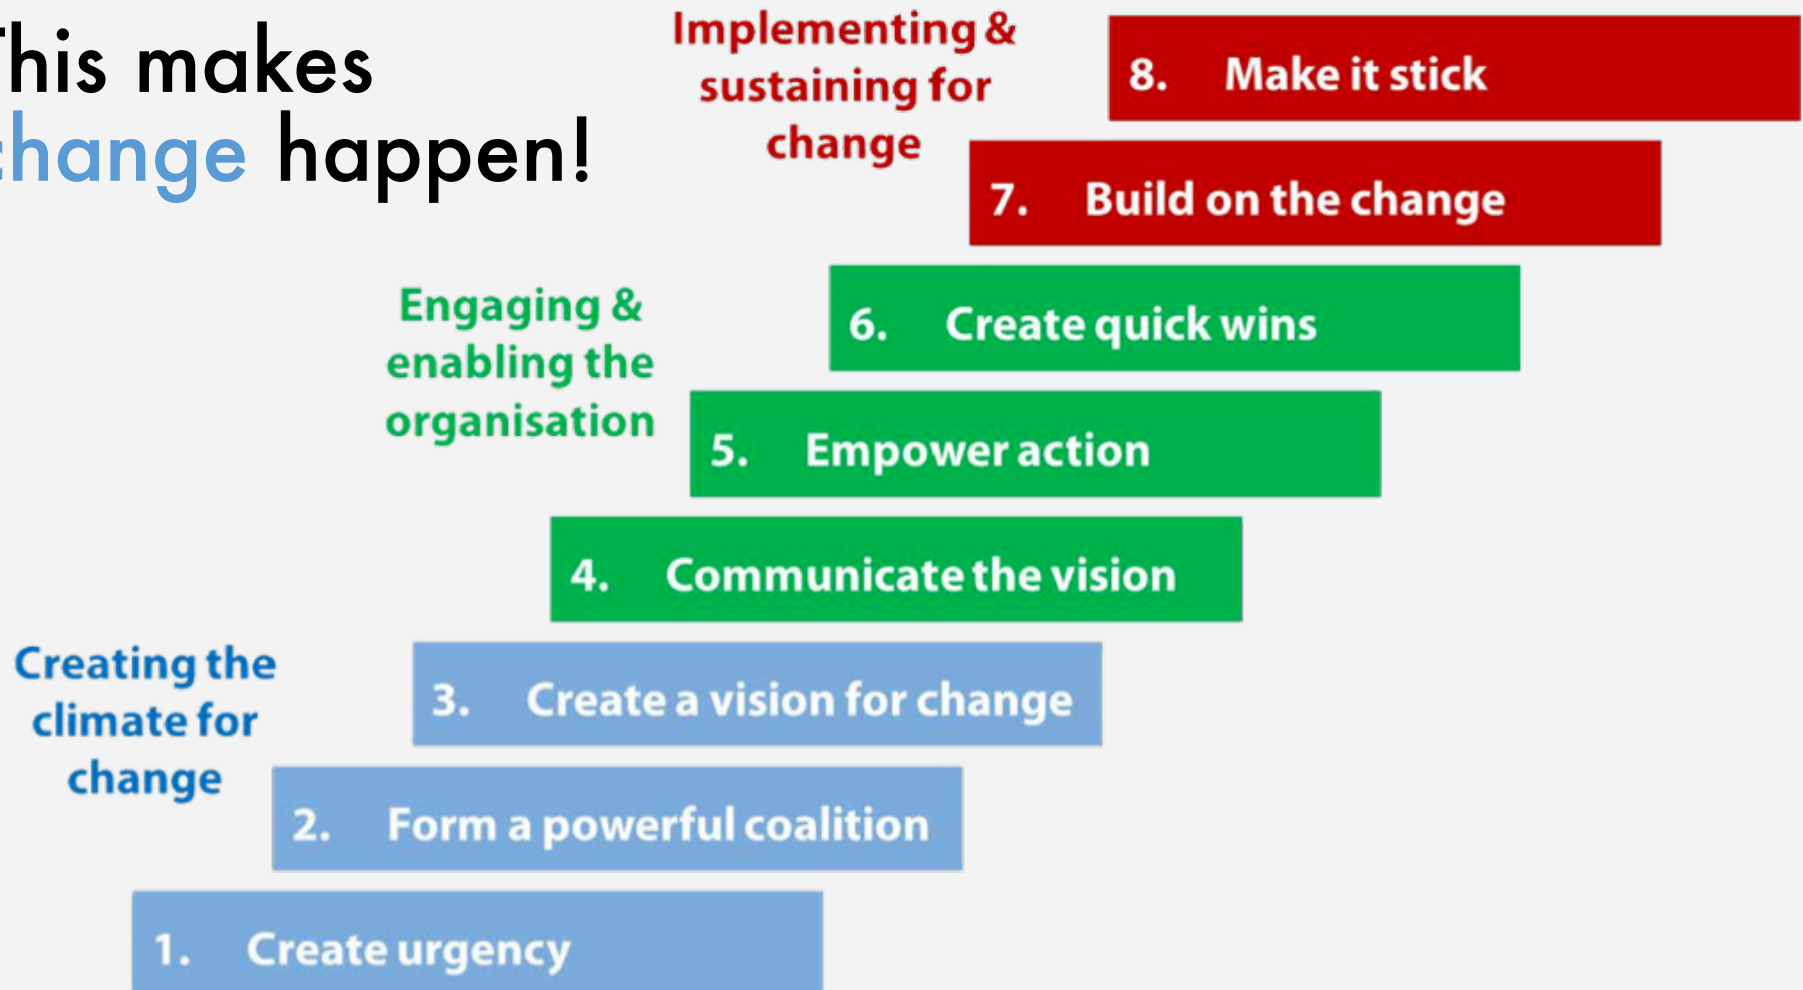 This makes
change happen!
Implementing &
sustaining for
change
8. Make it stick
7. Build on the change
Engaging &
enabling the
organisation
6. Create quick wins
5. Empower action
4. Communicate the vision
Creating the
climate for
change
3. Create a vision for change
2. Form a powerful coalition
1. Create urgency